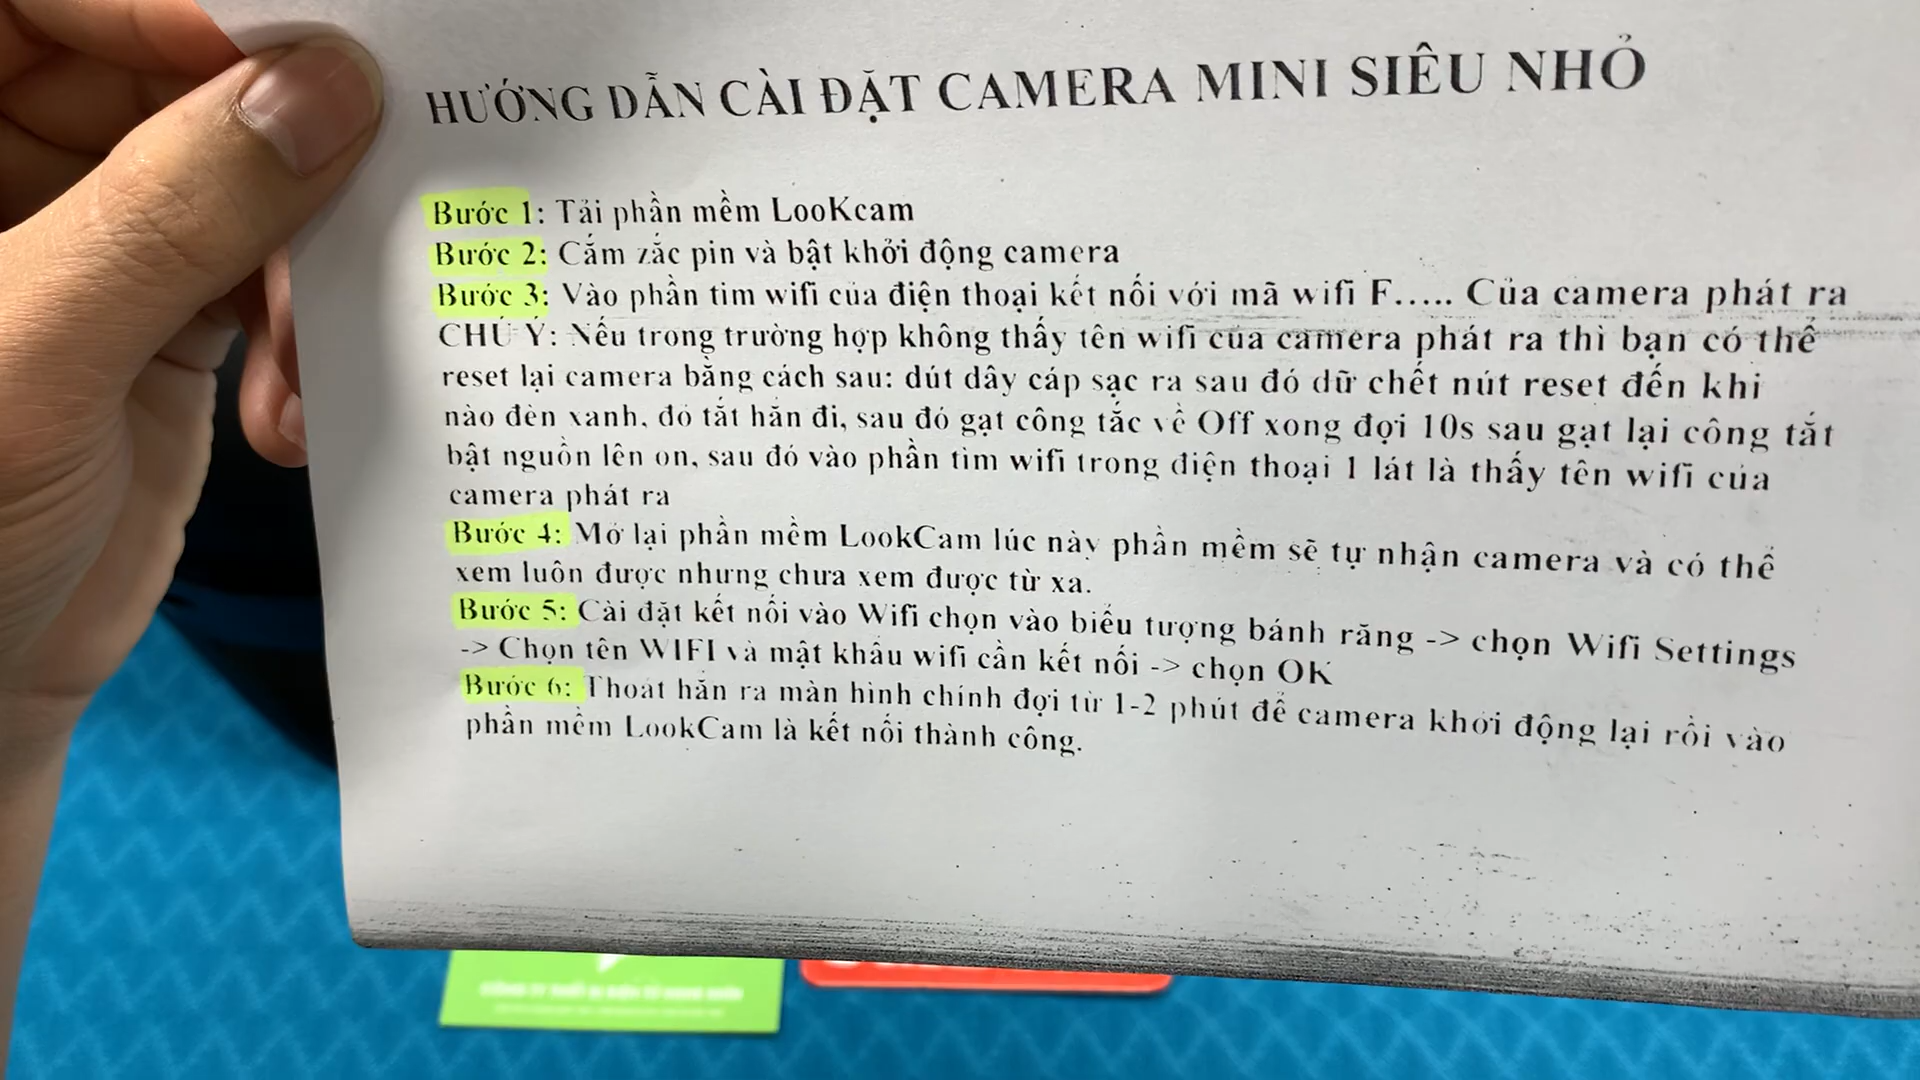 HƯỚNG DẪN CÀI ĐẶT CAMERA MINI SIÊU NHỎ
Bước 1: Tải phần mềm LooKcam
Bước 2: Cắm zắc pin và bật khởi động camera
Bước 3: Vào phần tìm wifi của điện thoại kết nối với mã wifi F..... Của camera phát ra
CHÚ Ý: Nếu trong trường hợp không thấy tên wifi của camera phát ra thì bạn có thể
reset lại camera bằng cách sau: dút dây cáp sạc ra sau đó dữ chết nút reset đến khi
nào đèn xanh, đỏ tắt hẳn đi, sau đó gạt công tắc về Off xong đợi 10s sau gạt lại công tắt
bật nguồn lên on, sau đó vào phần tìm wifi trong điện thoại 1 lát là thấy tên wifi của
camera phát ra
Bước 4: Mở lại phần mềm LookCam lúc này phần mềm sẽ tự nhận camera và có thể
xem luôn được nhưng chưa xem được từ xa.
Bước 5: Cài đặt kết nối vào Wifi chọn vào biểu tượng bánh răng -> chọn Wifi Settings
-> Chọn tên WIFI và mật khẩu wifi cần kết nối -> chọn OK
Bước 6: Thoát hẳn ra màn hình chính đợi từ 1-2 phút để camera khởi động lại rồi vào
phần mềm LookCam là kết nối thành công.